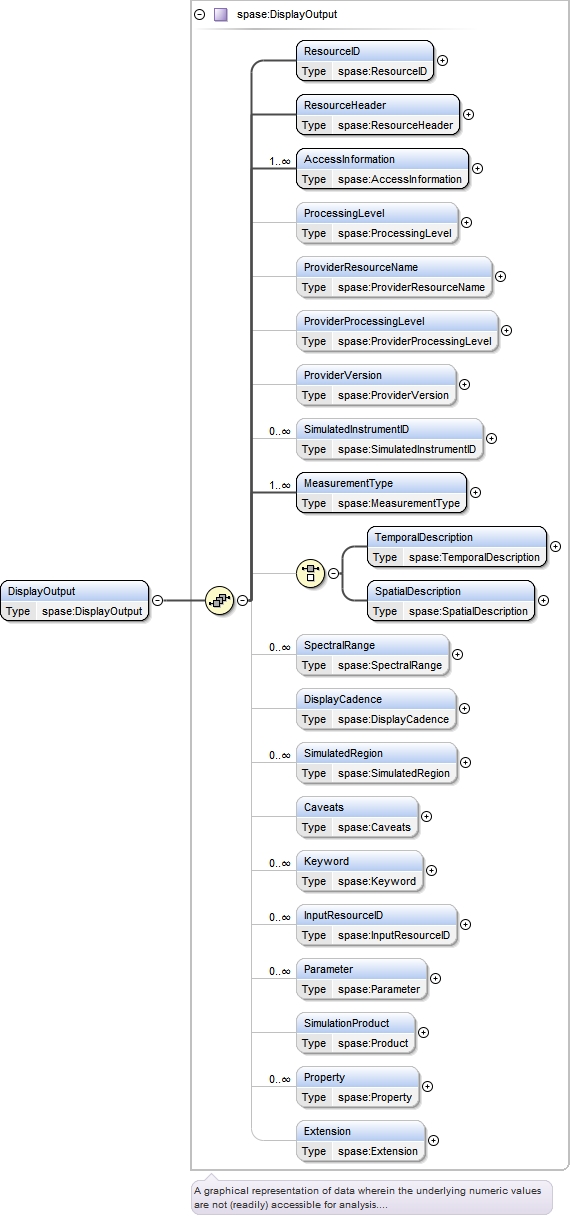 spase:DisplayOutput
ResourceID
Type spase:ResourceID
ResourceHeader
Type spase:ResourceHeader
1..∞
AccessInformation
Type spase:AccessInformation
ProcessingLevel
Type spase:ProcessingLevel
ProviderResourceName
Type spase:ProviderResourceName
ProviderProcessingLevel
Type spase:ProviderProcessingLevel
ProviderVersion
Type spase:ProviderVersion
0..∞
SimulatedInstrumentID
Type spase:SimulatedInstrumentID
1..∞
MeasurementType
Type spase:MeasurementType
TemporalDescription
Type spase:TemporalDescription
SpatialDescription
Type spase:SpatialDescription
DisplayOutput
Type spase:DisplayOutput
0..∞
SpectralRange
Type spase:SpectralRange
DisplayCadence
Type spase:DisplayCadence
0..∞
SimulatedRegion
Type spase:SimulatedRegion
Caveats
Type spase:Caveats
0..∞
Keyword
Type spase:Keyword
0..∞
InputResourceID
Type spase:InputResourceID
0..∞
Parameter
Type spase:Parameter
SimulationProduct
Type spase:Product
0..∞
Property
Type spase:Property
Extension
Type spase:Extension
A graphical representation of data wherein the underlying numeric values
are not (readily) accessible for analysis....